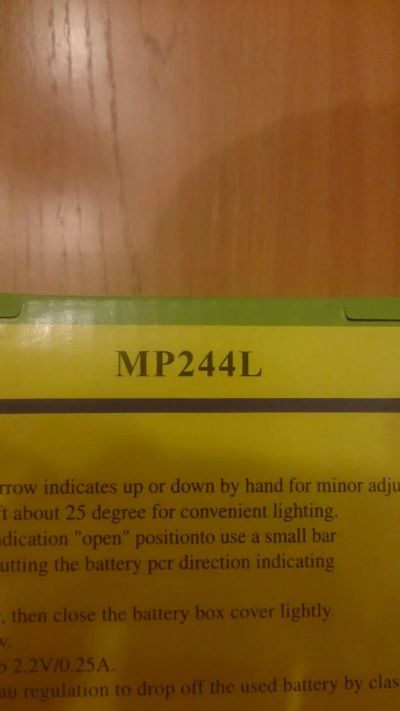 MP244L
rrow indicates up or down by hand for minor adju
t about 25 degree for convenient lighting.
dication "open" positionto use a small bar
utting the battery pcr direction indicating
, then close the battery box cover lightly.
w.
o 2.2V/0.25A.
au regulation to drop off the used battery by clas